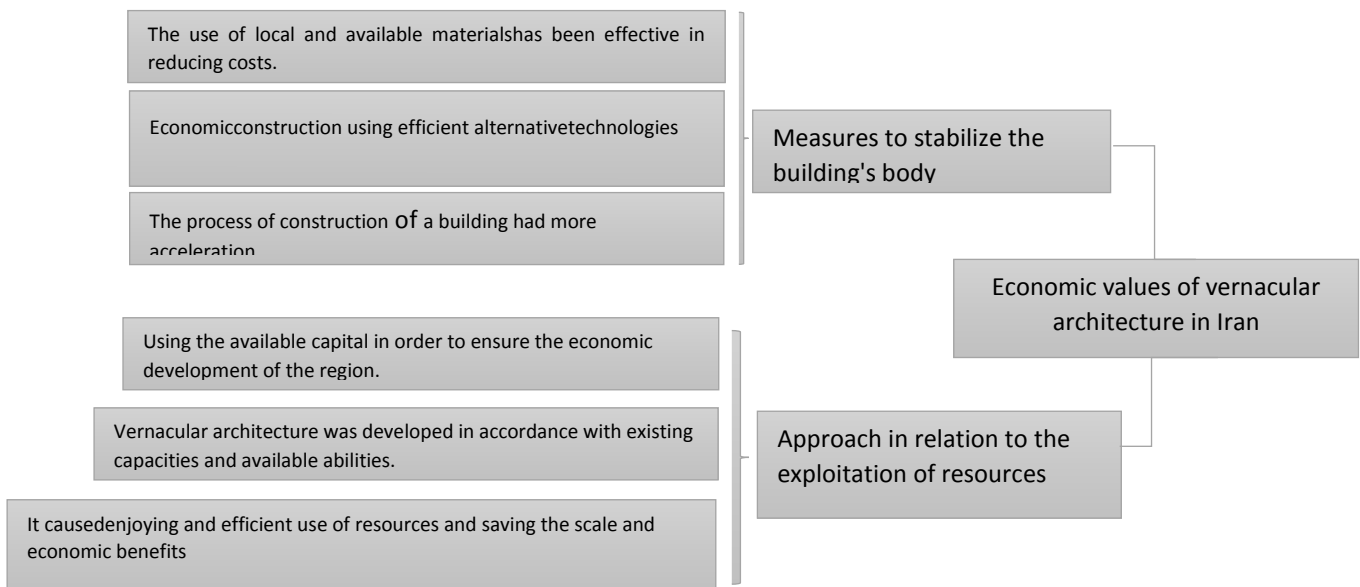 The use of local and available materialshas been effective in
reducing costs.
Economicconstruction using efficient alternativetechnologies
The process of construction of a building had more
acceleration
Measures to stabilize the
building's body
Economic values of vernacular
architecture in Iran
Using the available capital in order to ensure the economic
development of the region.
Vernacular architecture was developed in accordance with existing
capacities and available abilities.
It causedenjoying and efficient use of resources and saving the scale and
economic benefits
Approach in relation to the
exploitation of resources